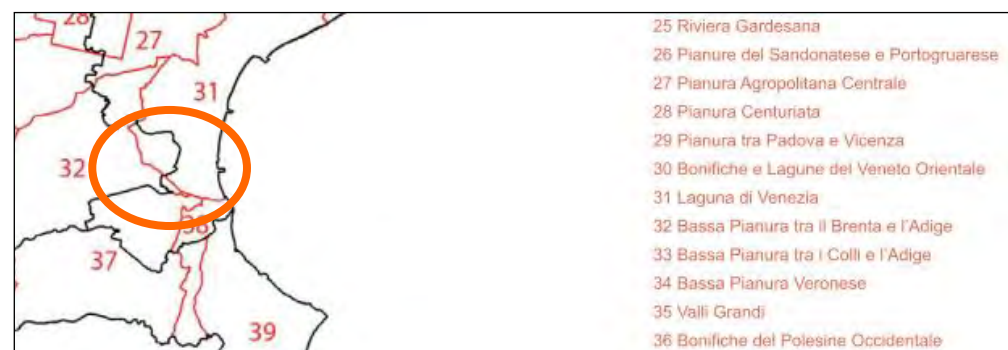 28
27
31
32
38
37
39
25 Riviera Gardesana
26 Pianure del Sandonatese e Portogruarese
27 Pianura Agropolitana Centrale
28 Pianura Centuriata
29 Pianura tra Padova e Vicenza
30 Bonifiche e Lagune del Veneto Orientale
31 Laguna di Venezia
32 Bassa Pianura tra il Brenta e l'Adige
33 Bassa Pianura tra i Colli e l'Adige
34 Bassa Pianura Veronese
35 Valli Grandi
36 Bonifiche del Polesine Occidentale